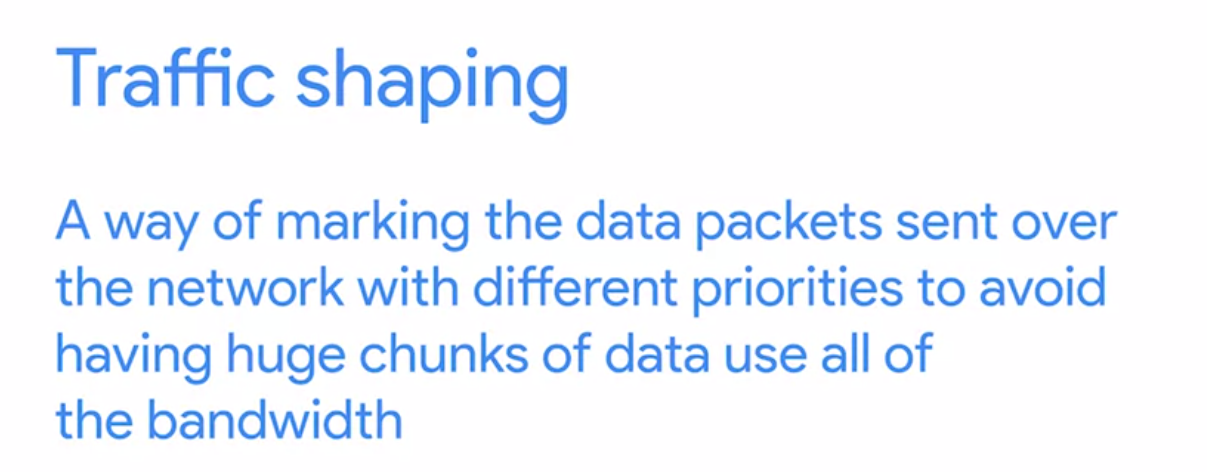 Traffic shaping
A way of marking the data packets sent over
the network with different priorities to avoid
having huge chunks of data use all of
the bandwidth